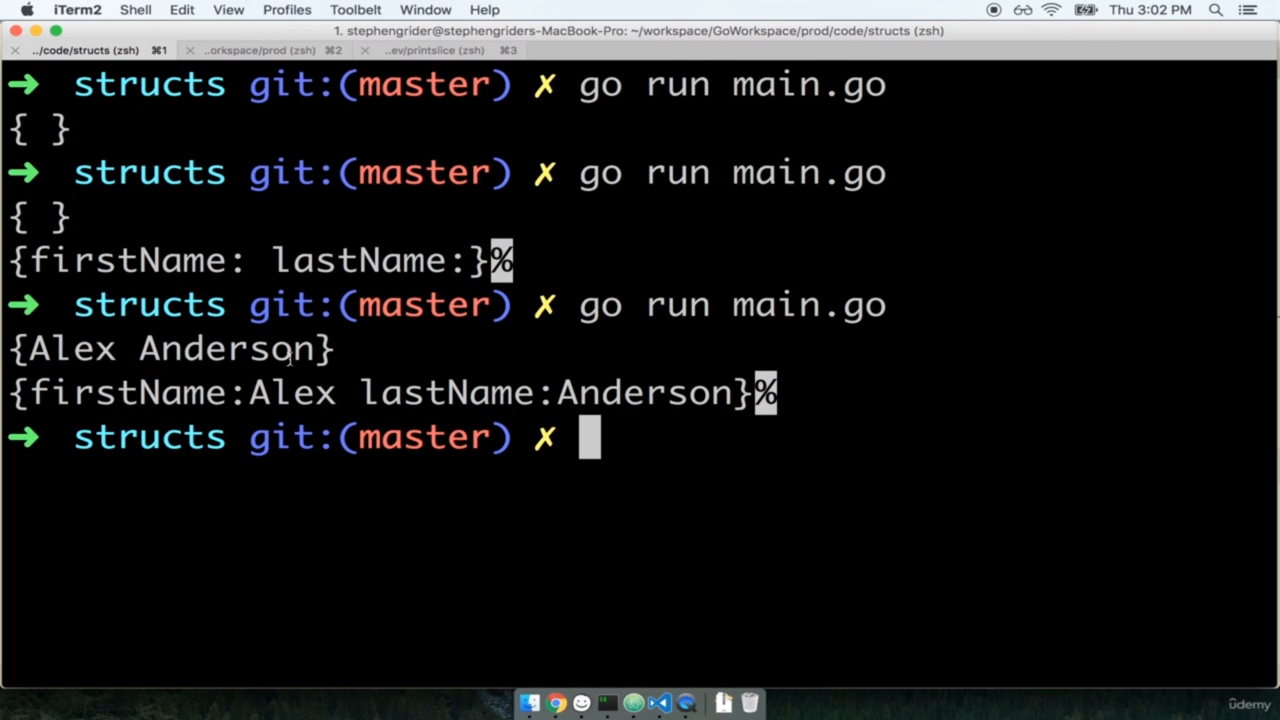 iTerm2 Shell Edit View Profiles Toolbelt Window Help Thu 3:02 PM
1. stephengrider@stephengriders-MacBook-Pro: ~/workspace/GoWorkspace/prod/code/structs (zsh)
../code/structs (zsh) ⌘1 ..orkspace/prod (zsh) ⌘2 ..ev/printslice (zsh) ⌘3
➜ structs git:(master) ✗ go run main.go
{ }
➜ structs git:(master) ✗ go run main.go
{ }
{firstName: lastName:}%
➜ structs git:(master) ✗ go run main.go
{Alex Anderson}
{firstName:Alex lastName:Anderson}%
➜ structs git:(master) ✗
ûdemy